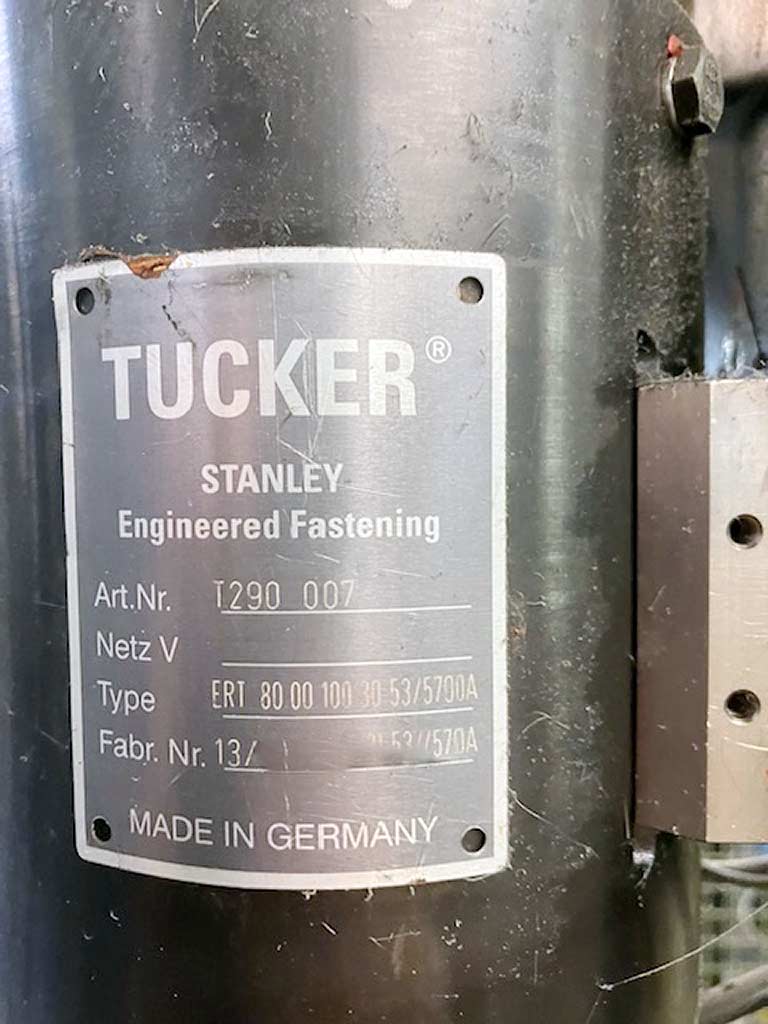 TUCKER®
STANLEY
Engineered Fastening
Art.Nr. T290 007
Netz V
Type ERT 80 00 100 30 53/5700A
Fabr. Nr. 13/
MADE IN GERMANY